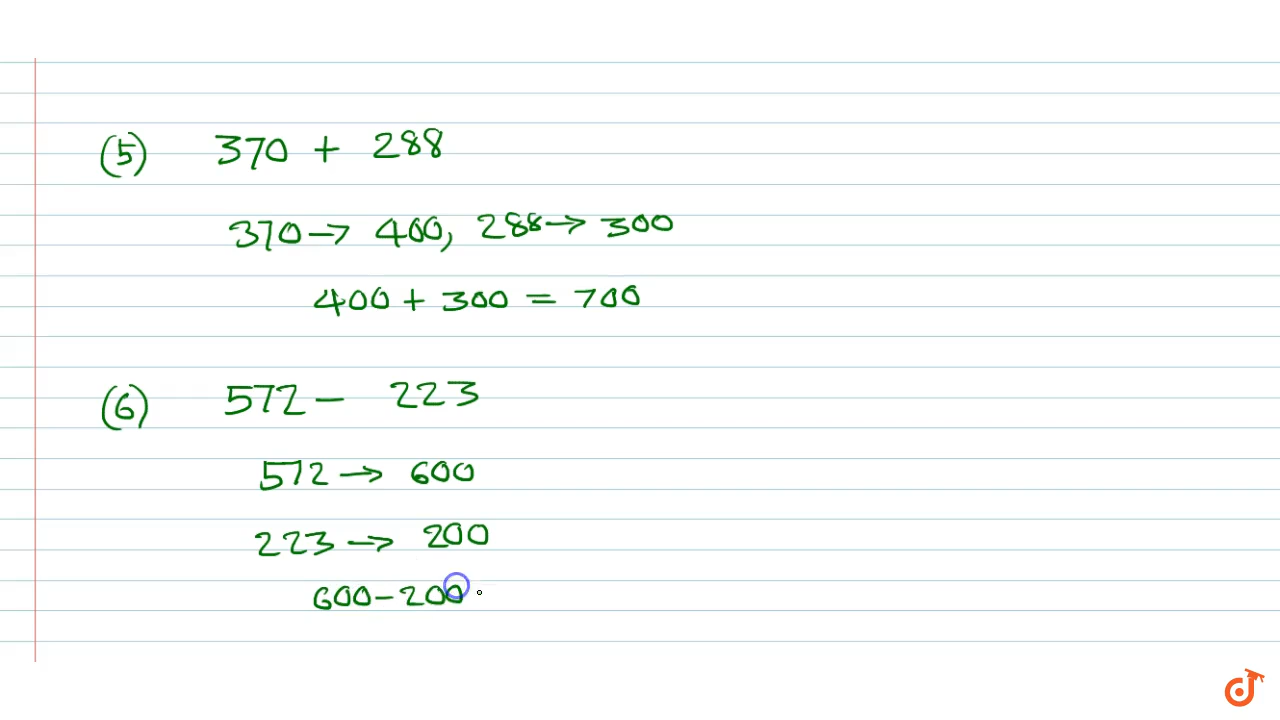 (5) 370 + 288
370 → 400, 288 → 300
400 + 300 = 700
(6) 572 - 223
572 → 600
223 → 200
600 - 200